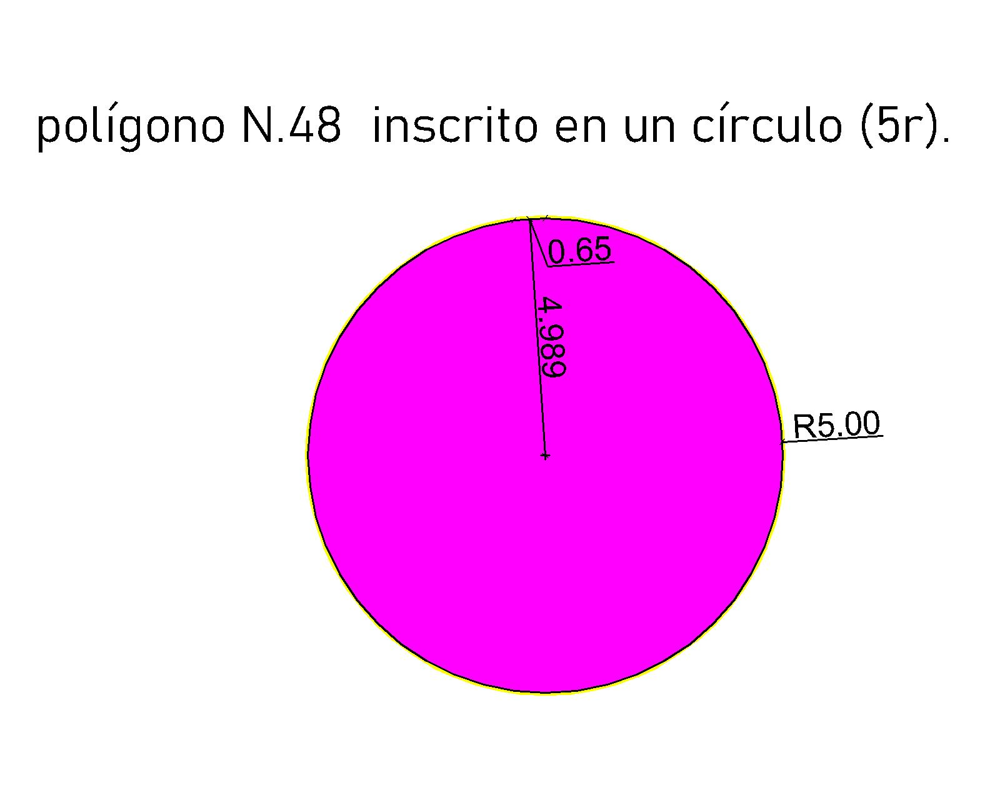 polígono N.48 inscrito en un círculo (5r).
0.65
4.989
R5.00